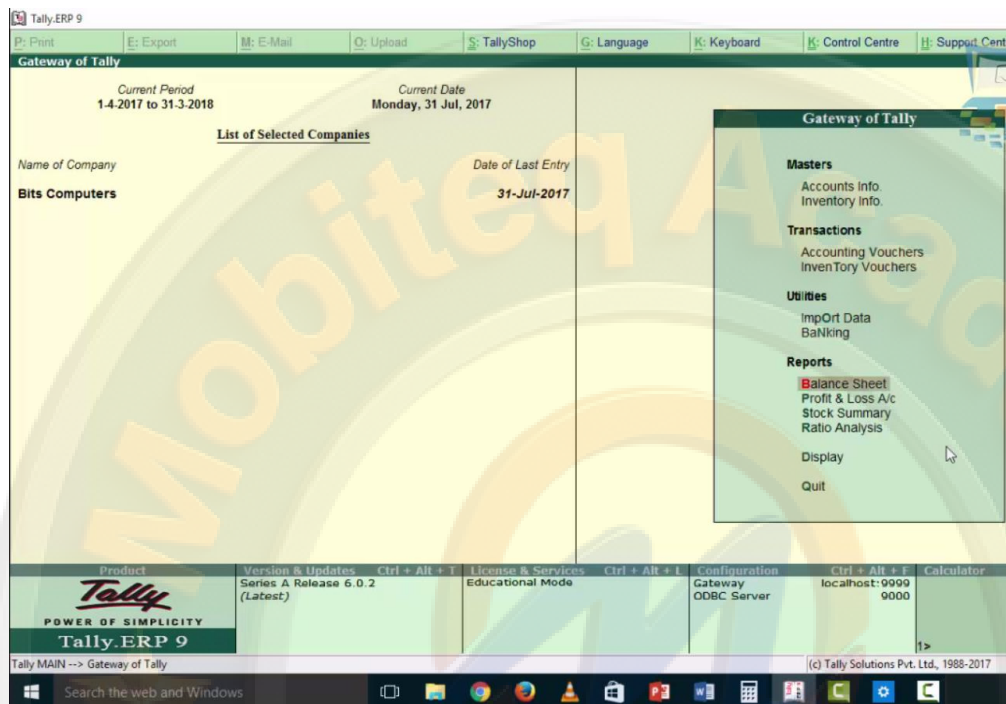 Tally.ERP 9
P: Print E: Export M: E-Mail O: Upload S: TallyShop G: Language K: Keyboard K: Control Centre H: Support Cent
Gateway of Tally
Current Period Current Date
1-4-2017 to 31-3-2018 Monday, 31 Jul, 2017
List of Selected Companies
Name of Company Date of Last Entry
Bits Computers 31-Jul-2017
Gateway of Tally
Masters
Accounts Info.
Inventory Info.
Transactions
Accounting Vouchers
InvenTory Vouchers
Utilities
ImpOrt Data
BaNking
Reports
Balance Sheet
Profit & Loss A/c
Stock Summary
Ratio Analysis
Display
Quit
Mobiteq Acad
Product Version & Updates Ctrl + Alt + T License & Services Ctrl + Alt + L Configuration Ctrl + Alt + F Calculator
Tally
POWER OF SIMPLICITY
Tally.ERP 9
Series A Release 6.0.2
(Latest)
Educational Mode
Gateway localhost:9999
ODBC Server 9000
1>
Tally MAIN --> Gateway of Tally (c) Tally Solutions Pvt. Ltd., 1988-2017
Search the web and Windows